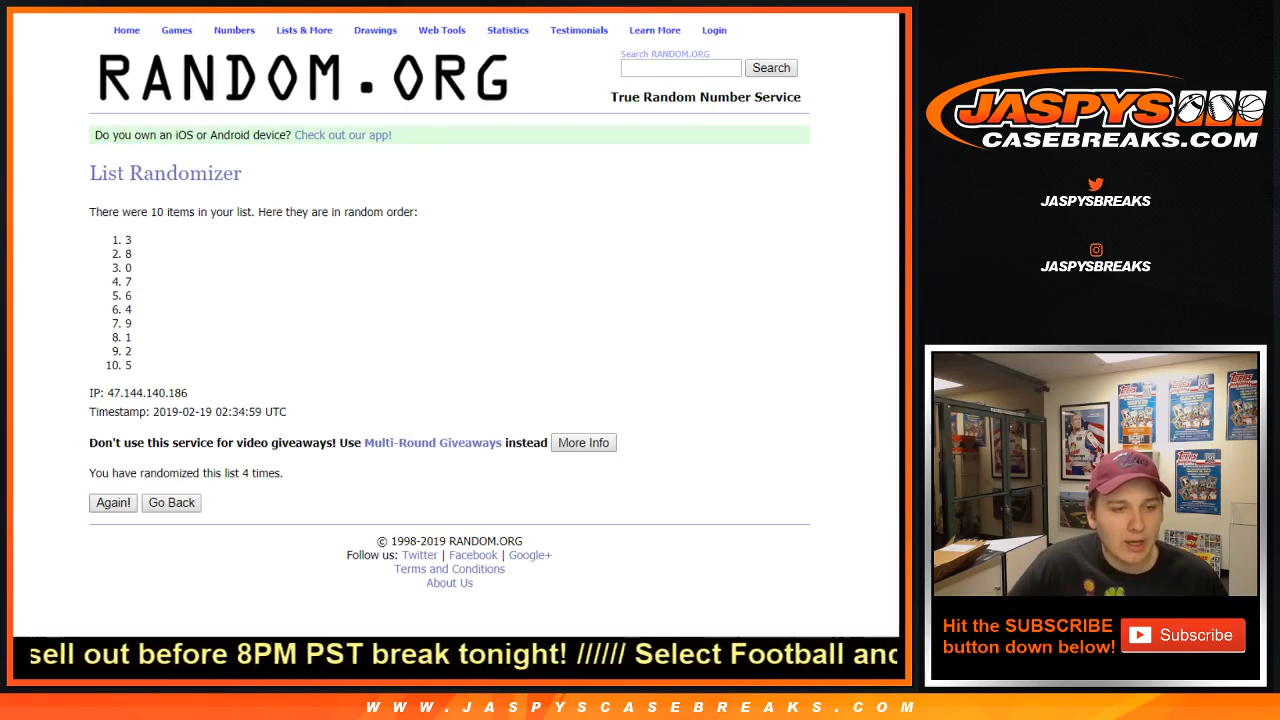 Home Games Numbers Lists & More Drawings Web Tools Statistics Testimonials Learn More Login
RANDOM.ORG
Search RANDOM.ORG
Search
True Random Number Service
Do you own an iOS or Android device? Check out our app!
List Randomizer
There were 10 items in your list. Here they are in random order:
1. 3
2. 8
3. 0
4. 7
5. 6
6. 4
7. 9
8. 1
9. 2
10. 5
IP: 47.144.140.186
Timestamp: 2019-02-19 02:34:59 UTC
Don't use this service for video giveaways! Use Multi-Round Giveaways instead More Info
You have randomized this list 4 times.
Again! Go Back
© 1998-2019 RANDOM.ORG
Follow us: Twitter | Facebook | Google+
Terms and Conditions
About Us
sell out before 8PM PST break tonight! ////// Select Football and
JASPYS
CASEBREAKS.COM
JASPYSBREAKS
JASPYSBREAKS
Topps
Topps
Topps
Topps
Hit the SUBSCRIBE
button down below!
Subscribe
WWW.JASPYSCASEBREAKS.COM